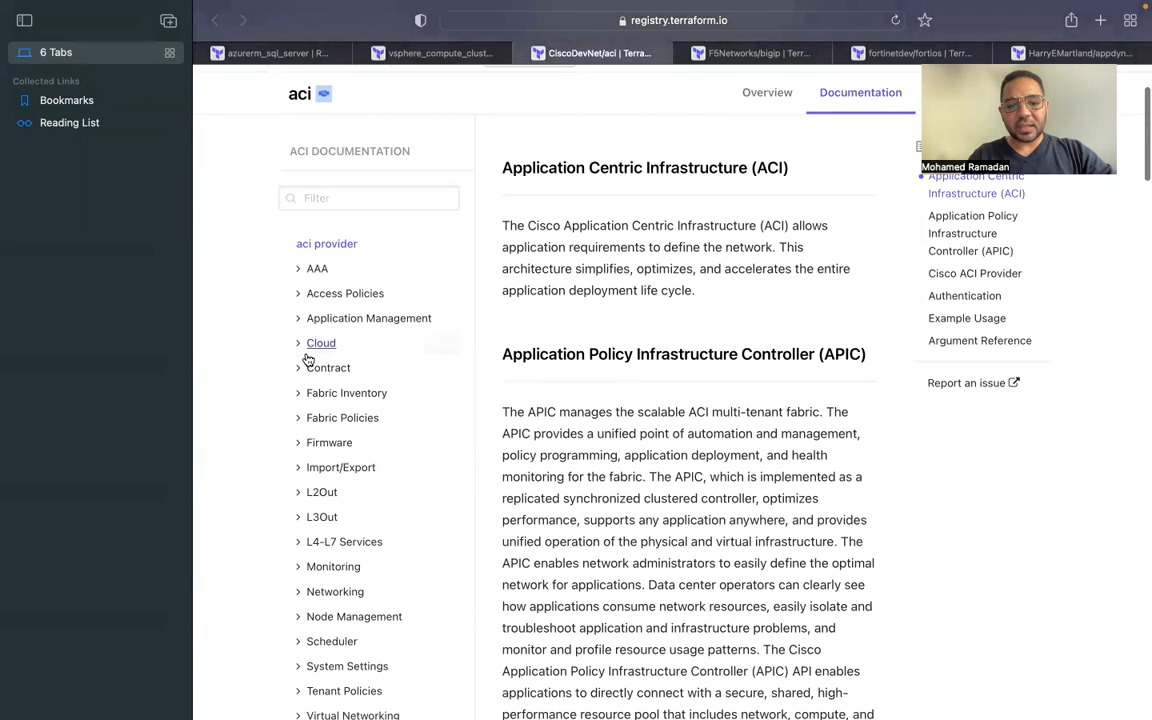 registry.terraform.io
6 Tabs
Collected Links
Bookmarks
Reading List
azurerm_sql_server | R...
vsphere_compute_clust...
CiscoDevNet/aci | Terra...
F5Networks/bigip | Ter...
fortinetdev/fortios | Terr...
HarryEMartland/appdyn...
aci
Overview
Documentation
ACI DOCUMENTATION
Filter
aci provider
AAA
Access Policies
Application Management
Cloud
Contract
Fabric Inventory
Fabric Policies
Firmware
Import/Export
L2Out
L3Out
L4-L7 Services
Monitoring
Networking
Node Management
Scheduler
System Settings
Tenant Policies
Virtual Networking
Application Centric Infrastructure (ACI)
The Cisco Application Centric Infrastructure (ACI) allows
application requirements to define the network. This
architecture simplifies, optimizes, and accelerates the entire
application deployment life cycle.
Application Policy Infrastructure Controller (APIC)
The APIC manages the scalable ACI multi-tenant fabric. The
APIC provides a unified point of automation and management,
policy programming, application deployment, and health
monitoring for the fabric. The APIC, which is implemented as a
replicated synchronized clustered controller, optimizes
performance, supports any application anywhere, and provides
unified operation of the physical and virtual infrastructure. The
APIC enables network administrators to easily define the optimal
network for applications. Data center operators can clearly see
how applications consume network resources, easily isolate and
troubleshoot application and infrastructure problems, and
monitor and profile resource usage patterns. The Cisco
Application Policy Infrastructure Controller (APIC) API enables
applications to directly connect with a secure, shared, high-
performance resource pool that includes network, compute, and
Mohamed Ramadan
Application Centric
Infrastructure (ACI)
Application Policy
Infrastructure
Controller (APIC)
Cisco ACI Provider
Authentication
Example Usage
Argument Reference
Report an issue